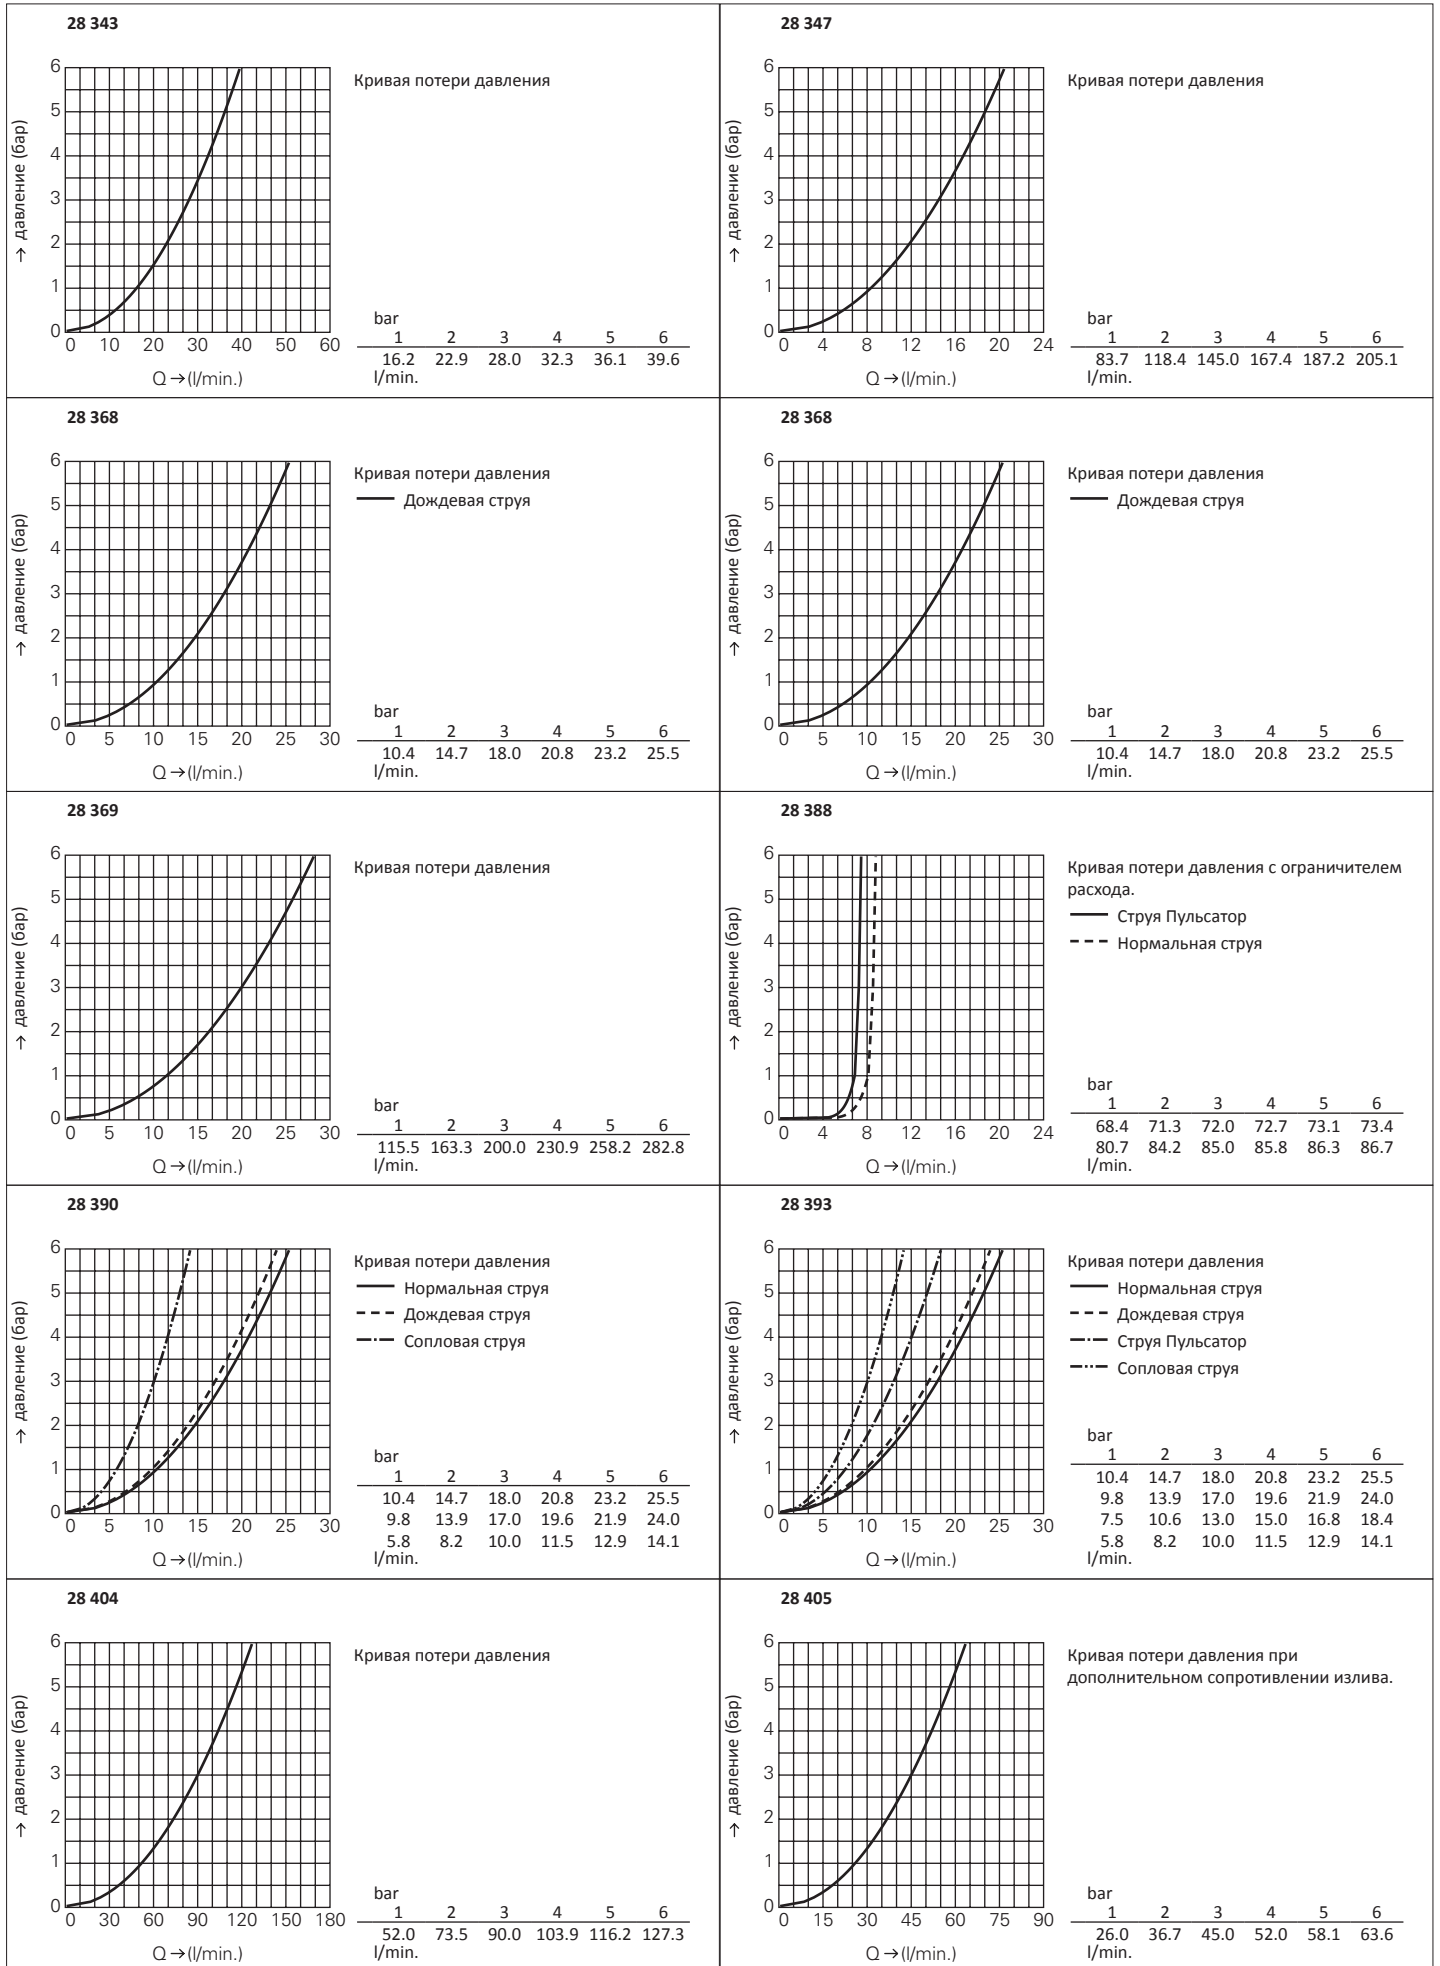 28 343
6
5
4
3
2
1
0
→ давление (бар)
0 10 20 30 40 50 60
Q →(l/min.)
Кривая потери давления
bar
1 2 3 4 5 6
16.2 22.9 28.0 32.3 36.1 39.6
l/min.
28 347
6
5
4
3
2
1
0
→ давление (бар)
0 4 8 12 16 20 24
Q →(l/min.)
Кривая потери давления
bar
1 2 3 4 5 6
83.7 118.4 145.0 167.4 187.2 205.1
l/min.
28 368
6
5
4
3
2
1
0
→ давление (бар)
0 5 10 15 20 25 30
Q →(l/min.)
Кривая потери давления
Дождевая струя
bar
1 2 3 4 5 6
10.4 14.7 18.0 20.8 23.2 25.5
l/min.
28 368
6
5
4
3
2
1
0
→ давление (бар)
0 5 10 15 20 25 30
Q →(l/min.)
Кривая потери давления
Дождевая струя
bar
1 2 3 4 5 6
10.4 14.7 18.0 20.8 23.2 25.5
l/min.
28 369
6
5
4
3
2
1
0
→ давление (бар)
0 5 10 15 20 25 30
Q →(l/min.)
Кривая потери давления
bar
1 2 3 4 5 6
115.5 163.3 200.0 230.9 258.2 282.8
l/min.
28 388
6
5
4
3
2
1
0
→ давление (бар)
0 4 8 12 16 20 24
Q →(l/min.)
Кривая потери давления с ограничителем
расхода.
Струя Пульсатор
Нормальная струя
bar
1 2 3 4 5 6
68.4 71.3 72.0 72.7 73.1 73.4
80.7 84.2 85.0 85.8 86.3 86.7
l/min.
28 390
6
5
4
3
2
1
0
→ давление (бар)
0 5 10 15 20 25 30
Q →(l/min.)
Кривая потери давления
Нормальная струя
Дождевая струя
Сопловая струя
bar
1 2 3 4 5 6
10.4 14.7 18.0 20.8 23.2 25.5
9.8 13.9 17.0 19.6 21.9 24.0
5.8 8.2 10.0 11.5 12.9 14.1
l/min.
28 393
6
5
4
3
2
1
0
→ давление (бар)
0 5 10 15 20 25 30
Q →(l/min.)
Кривая потери давления
Нормальная струя
Дождевая струя
Струя Пульсатор
Сопловая струя
bar
1 2 3 4 5 6
10.4 14.7 18.0 20.8 23.2 25.5
9.8 13.9 17.0 19.6 21.9 24.0
7.5 10.6 13.0 15.0 16.8 18.4
5.8 8.2 10.0 11.5 12.9 14.1
l/min.
28 404
6
5
4
3
2
1
0
→ давление (бар)
0 30 60 90 120 150 180
Q →(l/min.)
Кривая потери давления
bar
1 2 3 4 5 6
52.0 73.5 90.0 103.9 116.2 127.3
l/min.
28 405
6
5
4
3
2
1
0
→ давление (бар)
0 15 30 45 60 75 90
Q →(l/min.)
Кривая потери давления при
дополнительном сопротивлении излива.
bar
1 2 3 4 5 6
26.0 36.7 45.0 52.0 58.1 63.6
l/min.